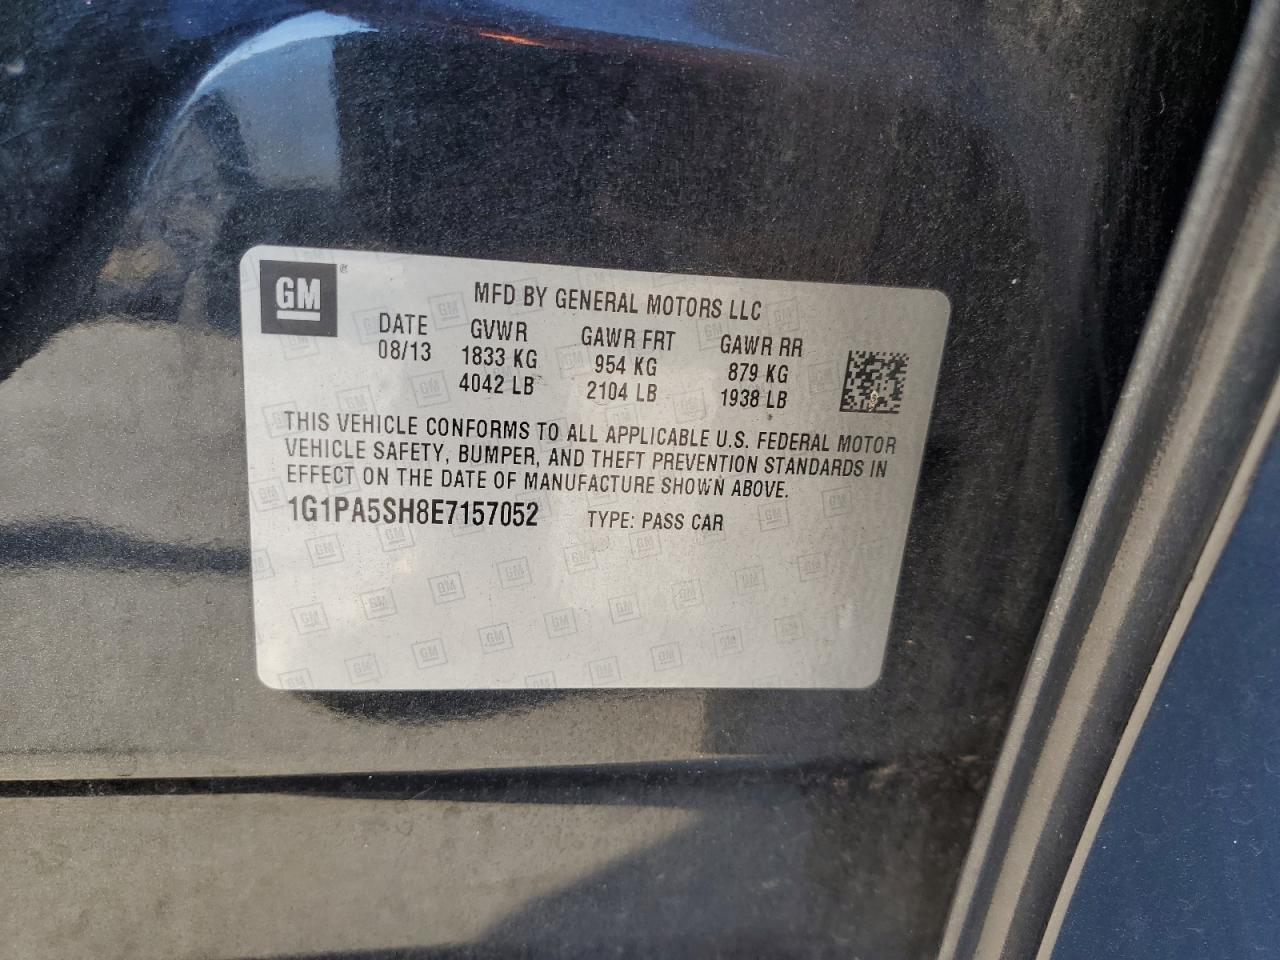 GM ®
MFD BY GENERAL MOTORS LLC
DATE GVWR GAWR FRT GAWR RR
08/13 1833 KG 954 KG 879 KG
4042 LB 2104 LB 1938 LB
THIS VEHICLE CONFORMS TO ALL APPLICABLE U.S. FEDERAL MOTOR
VEHICLE SAFETY, BUMPER, AND THEFT PREVENTION STANDARDS IN
EFFECT ON THE DATE OF MANUFACTURE SHOWN ABOVE.
1G1PA5SH8E7157052 TYPE: PASS CAR